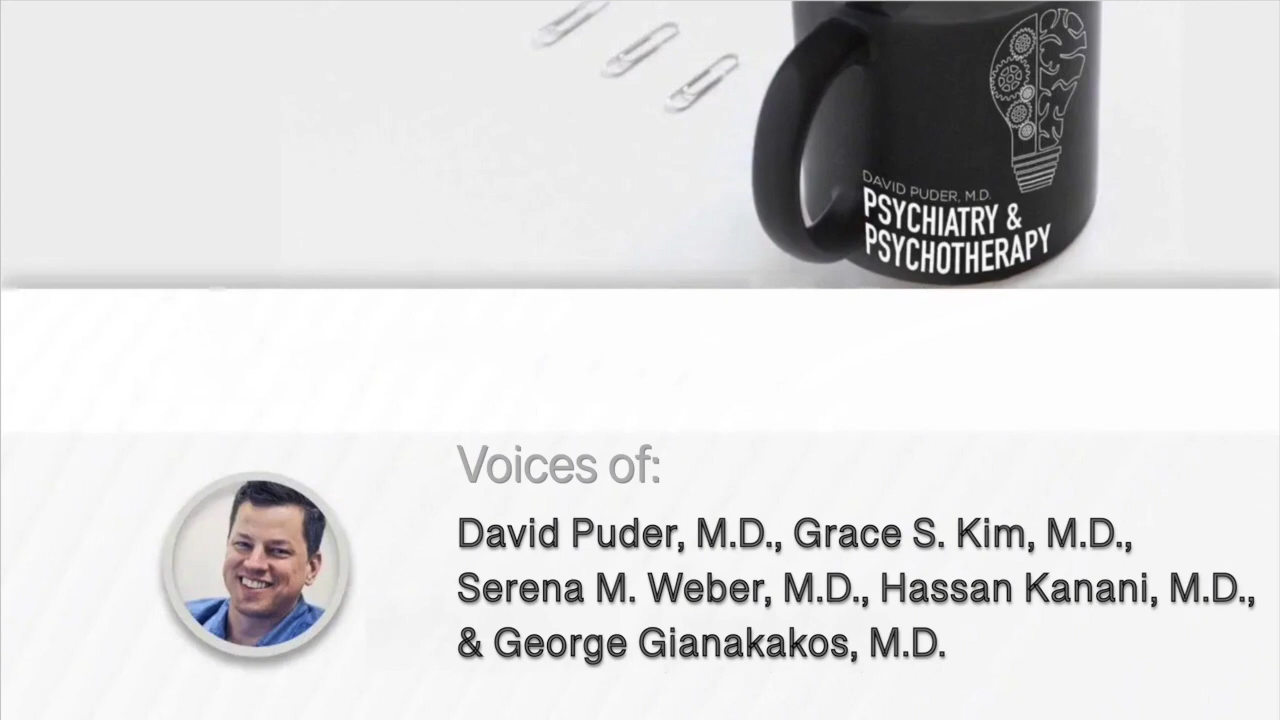 DAVID PUDER, M.D.
PSYCHIATRY &
PSYCHOTHERAPY
Voices of:
David Puder, M.D., Grace S. Kim, M.D.,
Serena M. Weber, M.D., Hassan Kanani, M.D.,
& George Gianakakos, M.D.